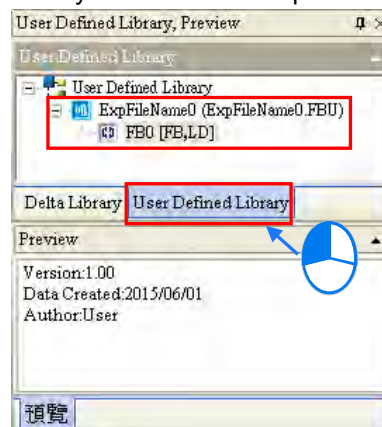 User Defined Library, Preview
User Defined Library
User Defined Library
ExpFileName0 (ExpFileName0.FBU)
FB0 [FB,LD]
Delta Library User Defined Library
Preview
Version:1.00
Data Created:2015/06/01
Author:User
預覽